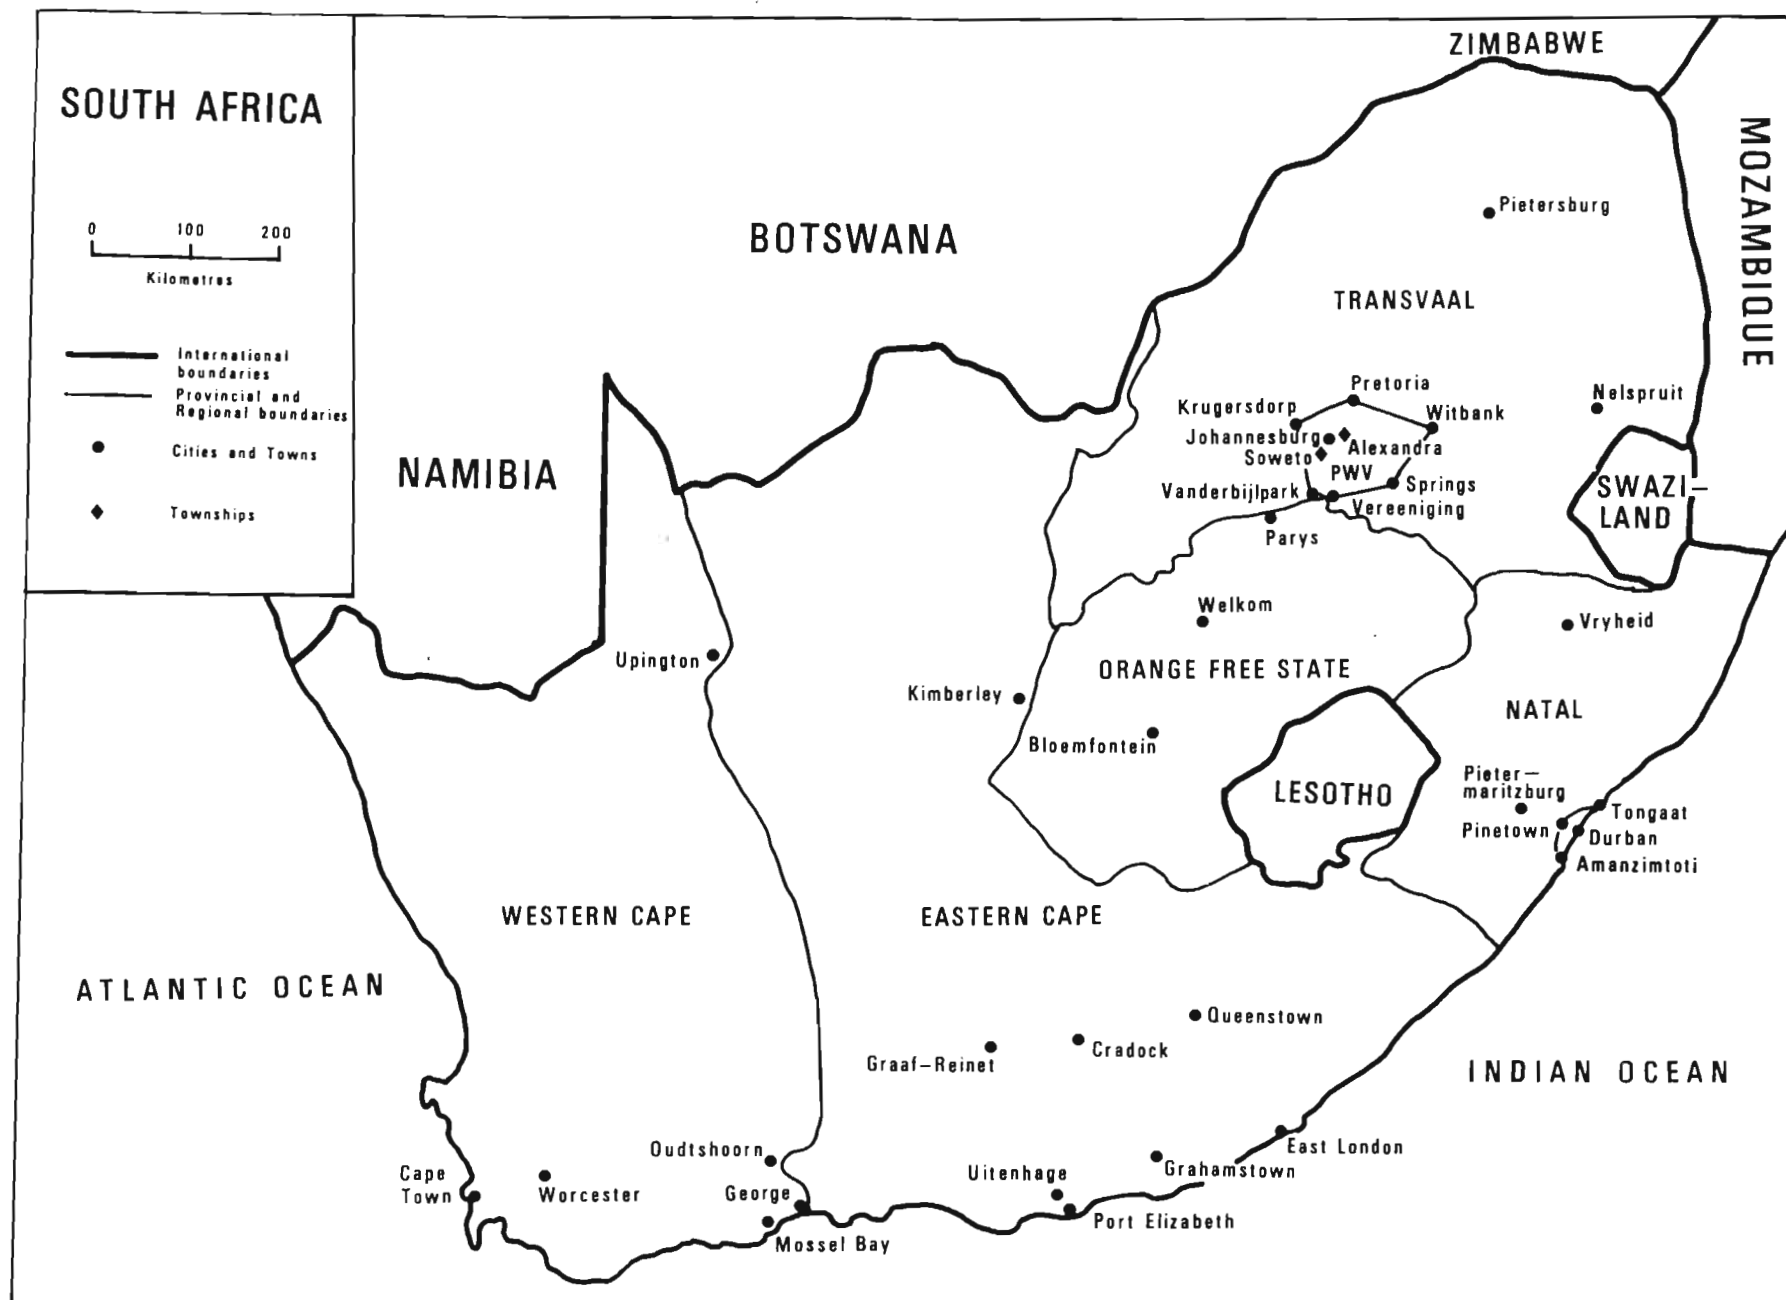 SOUTH AFRICA
0 100 200
Kilometres
International
boundaries
Provincial and
Regional boundaries
Cities and Towns
Townships
ZIMBABWE
MOZAMBIQUE
BOTSWANA
NAMIBIA
Pietersburg
TRANSVAAL
Pretoria
Nelspruit
Krugersdorp
Witbank
Johannesburg
Alexandra
Soweto
PWV
Vanderbijlpark
Springs
Vereeniging
Parys
SWAZI–
LAND
Welkom
Vryheid
Upington
ORANGE FREE STATE
Kimberley
NATAL
Bloemfontein
LESOTHO
Pieter–
maritzburg
Tongaat
Pinetown
Durban
Amanzimtoti
WESTERN CAPE
EASTERN CAPE
ATLANTIC OCEAN
Queenstown
Cradock
Graaf–Reinet
INDIAN OCEAN
East London
Oudtshoorn
Grahamstown
Uitenhage
Cape
Town
Worcester
George
Port Elizabeth
Mossel Bay